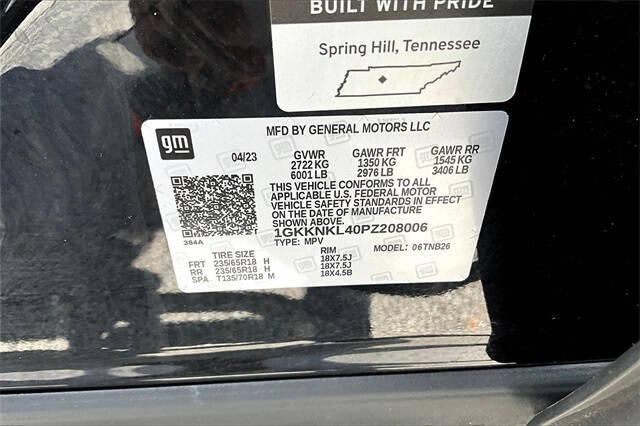 BUILT WITH PRIDE
Spring Hill, Tennessee
gm
MFD BY GENERAL MOTORS LLC
04/23 GVWR GAWR FRT GAWR RR
2722 KG 1350 KG 1545 KG
6001 LB 2976 LB 3406 LB
THIS VEHICLE CONFORMS TO ALL
APPLICABLE U.S. FEDERAL MOTOR
VEHICLE SAFETY STANDARDS IN EFFECT
ON THE DATE OF MANUFACTURE
SHOWN ABOVE.
1GKKNKL40PZ208006
384A
TYPE: MPV MODEL: 06TNB26
TIRE SIZE RIM
FRT 235/65R18 H 18X7.5J
RR 235/65R18 H 18X7.5J
SPA T135/70R18 M 18X4.5B